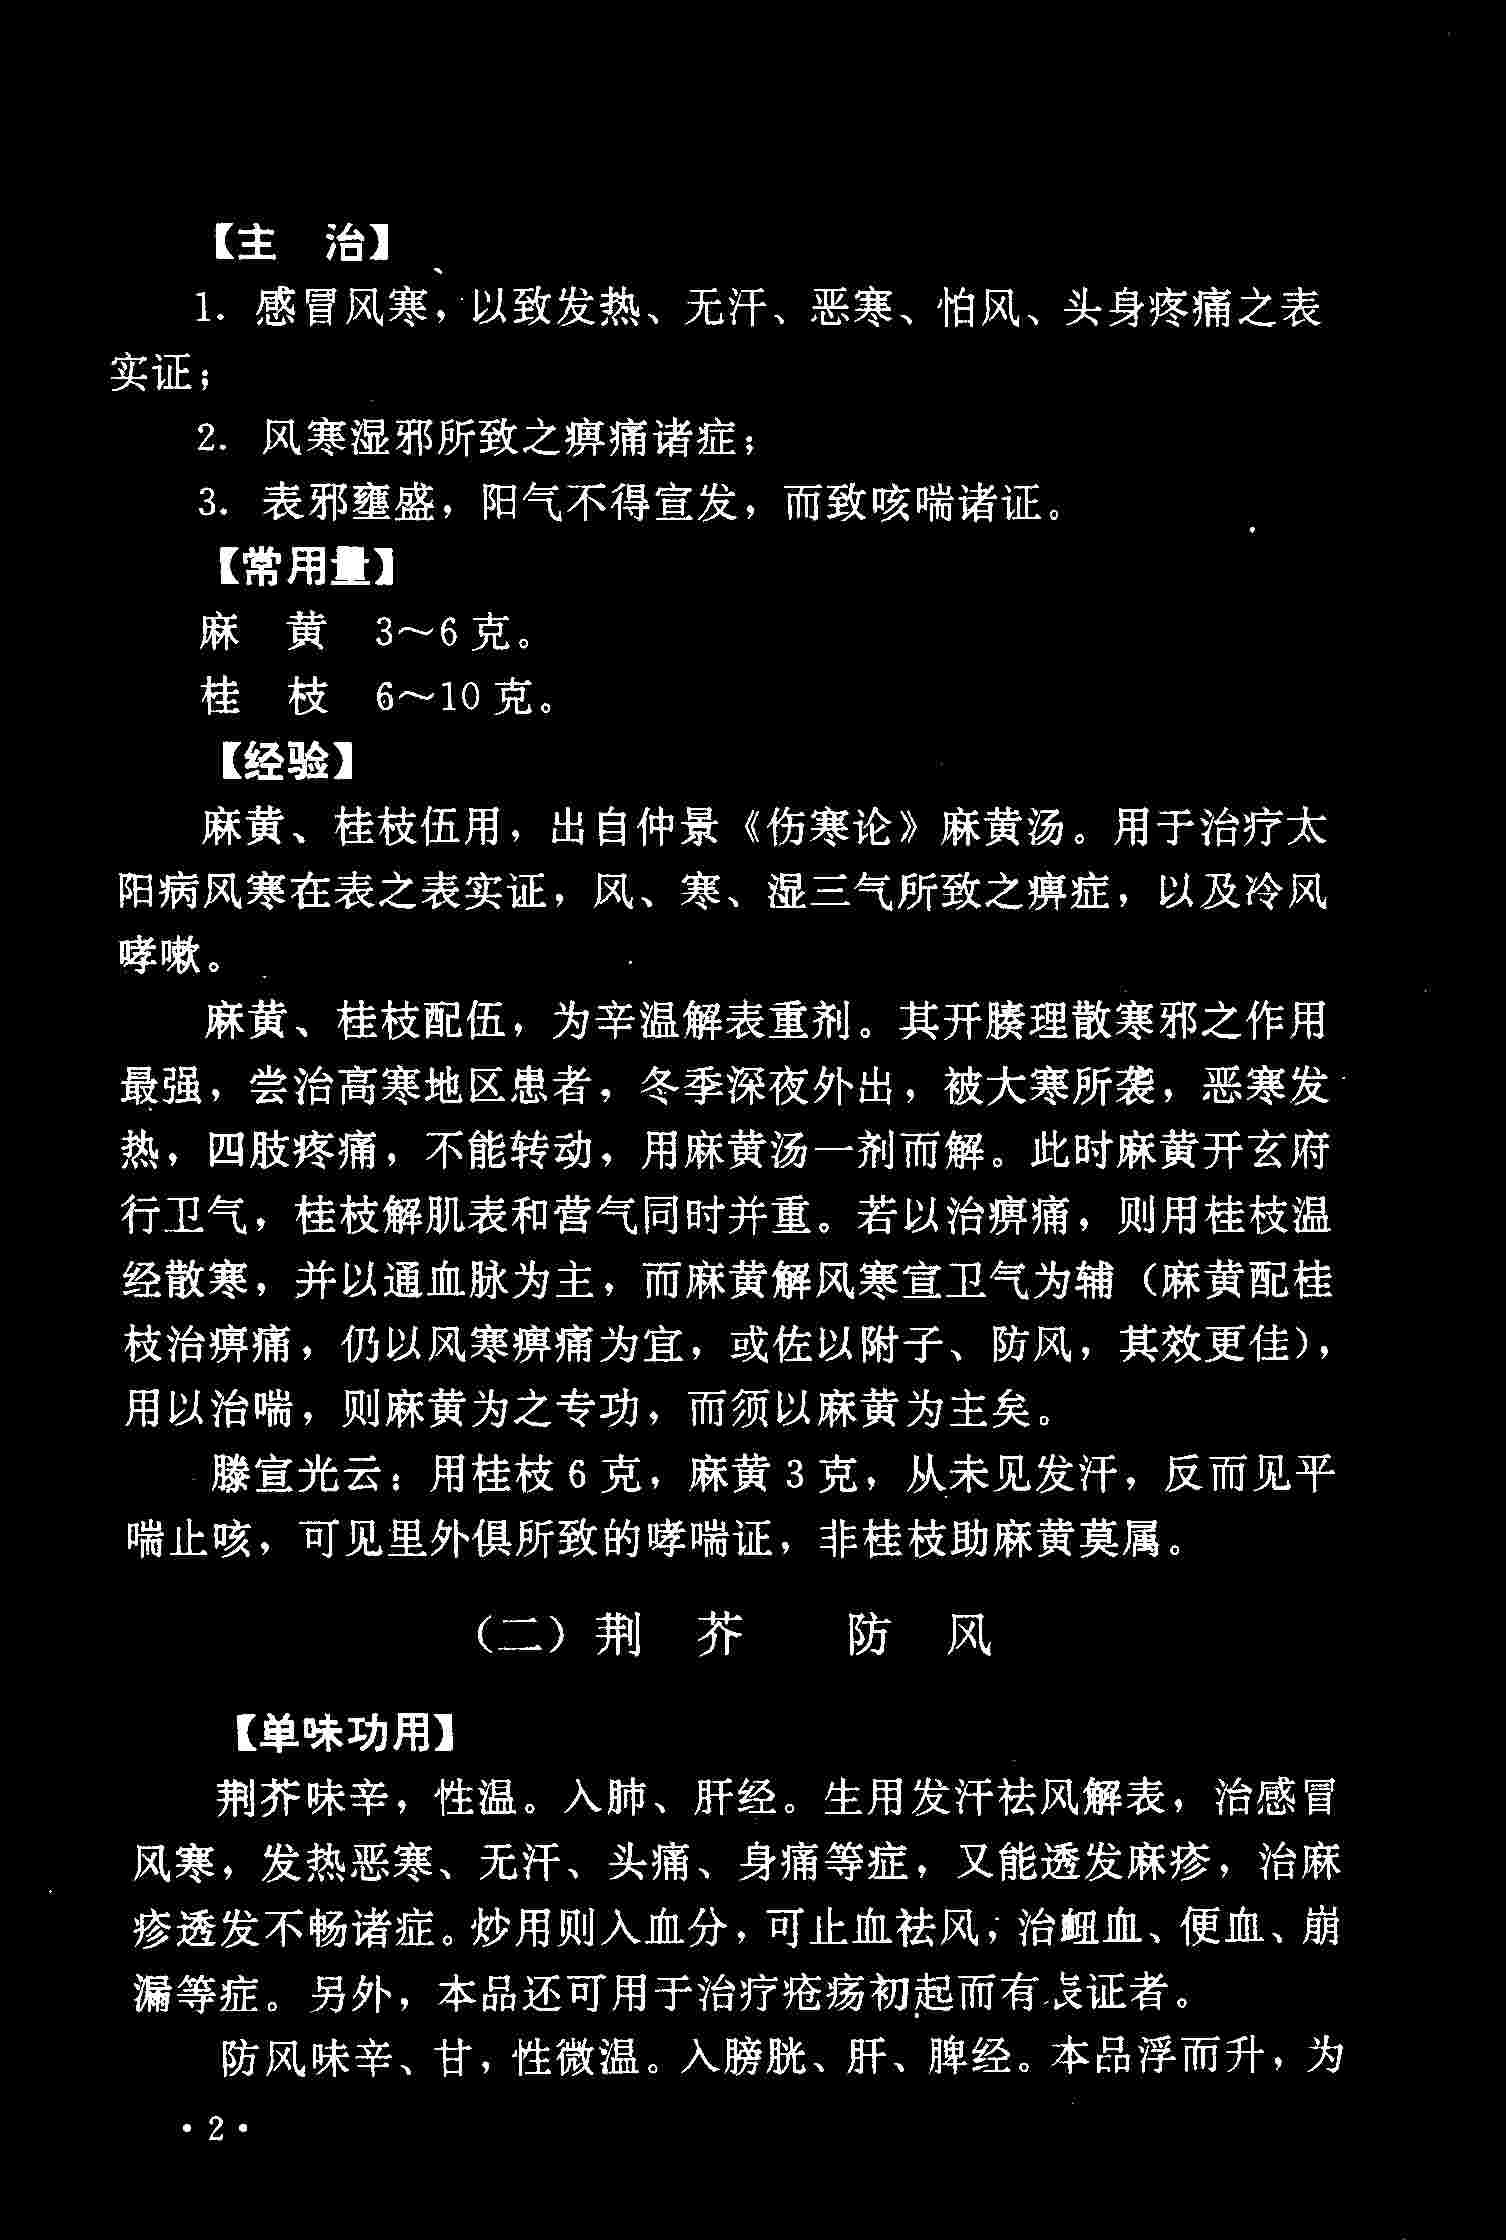 【主　治】
1. 感冒风寒，以致发热、无汗、恶寒、怕风、头身疼痛之表
实证；
2. 风寒湿邪所致之痹痛诸症；
3. 表邪壅盛，阳气不得宣发，而致咳喘诸证。
【常用量】
麻　黄　3～6 克。
桂　枝　6～10 克。
【经验】
麻黄、桂枝伍用，出自仲景《伤寒论》麻黄汤。用于治疗太
阳病风寒在表之表实证，风、寒、湿三气所致之痹症，以及冷风
哮嗽。
麻黄、桂枝配伍，为辛温解表重剂。其开腠理散寒邪之作用
最强，尝治高寒地区患者，冬季深夜外出，被大寒所袭，恶寒发
热，四肢疼痛，不能转动，用麻黄汤一剂而解。此时麻黄开玄府
行卫气，桂枝解肌表和营气同时并重。若以治痹痛，则用桂枝温
经散寒，并以通血脉为主，而麻黄解风寒宣卫气为辅（麻黄配桂
枝治痹痛，仍以风寒痹痛为宜，或佐以附子、防风，其效更佳），
用以治喘，则麻黄为之专功，而须以麻黄为主矣。
滕宣光云：用桂枝 6 克，麻黄 3 克，从未见发汗，反而见平
喘止咳，可见里外俱所致的哮喘证，非桂枝助麻黄莫属。
（二）荆　芥　　防　风
【单味功用】
荆芥味辛，性温。入肺、肝经。生用发汗祛风解表，治感冒
风寒，发热恶寒、无汗、头痛、身痛等症，又能透发麻疹，治麻
疹透发不畅诸症。炒用则入血分，可止血祛风；治衄血、便血、崩
漏等症。另外，本品还可用于治疗疮疡初起而有表证者。
防风味辛、甘，性微温。入膀胱、肝、脾经。本品浮而升，为
· 2 ·